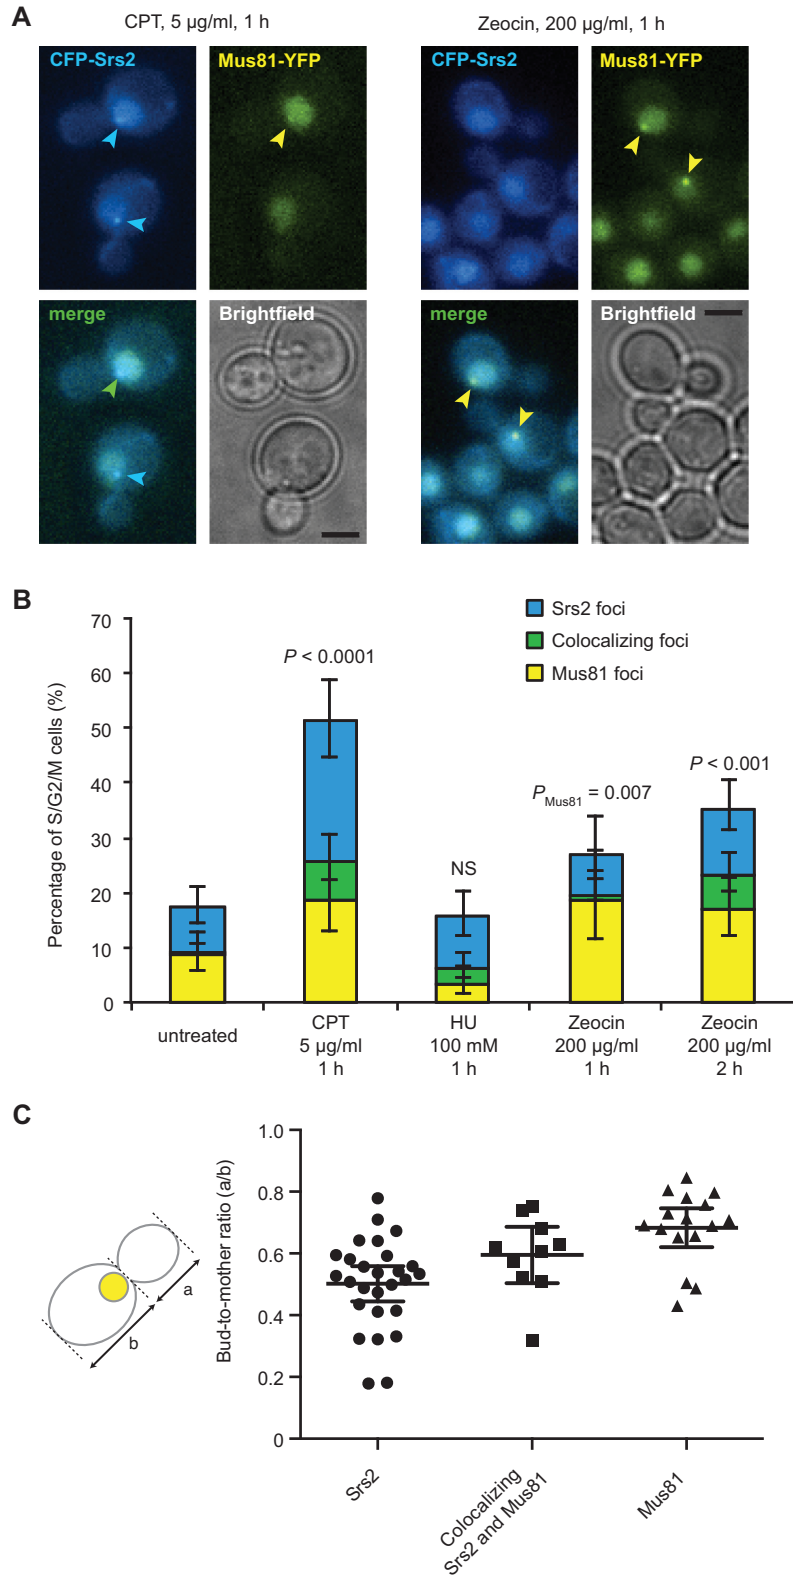 A
CPT, 5 µg/ml, 1 h
Zeocin, 200 µg/ml, 1 h
CFP-Srs2
Mus81-YFP
CFP-Srs2
Mus81-YFP
merge
Brightfield
merge
Brightfield
B
Percentage of S/G2/M cells (%)
70
60
50
40
30
20
10
0
Srs2 foci
Colocalizing foci
Mus81 foci
P < 0.0001
NS
PMus81 = 0.007
P < 0.001
untreated
CPT
5 µg/ml
1 h
HU
100 mM
1 h
Zeocin
200 µg/ml
1 h
Zeocin
200 µg/ml
2 h
C
a
b
Bud-to-mother ratio (a/b)
1.0
0.8
0.6
0.4
0.2
0
Srs2
Colocalizing
Srs2 and Mus81
Mus81